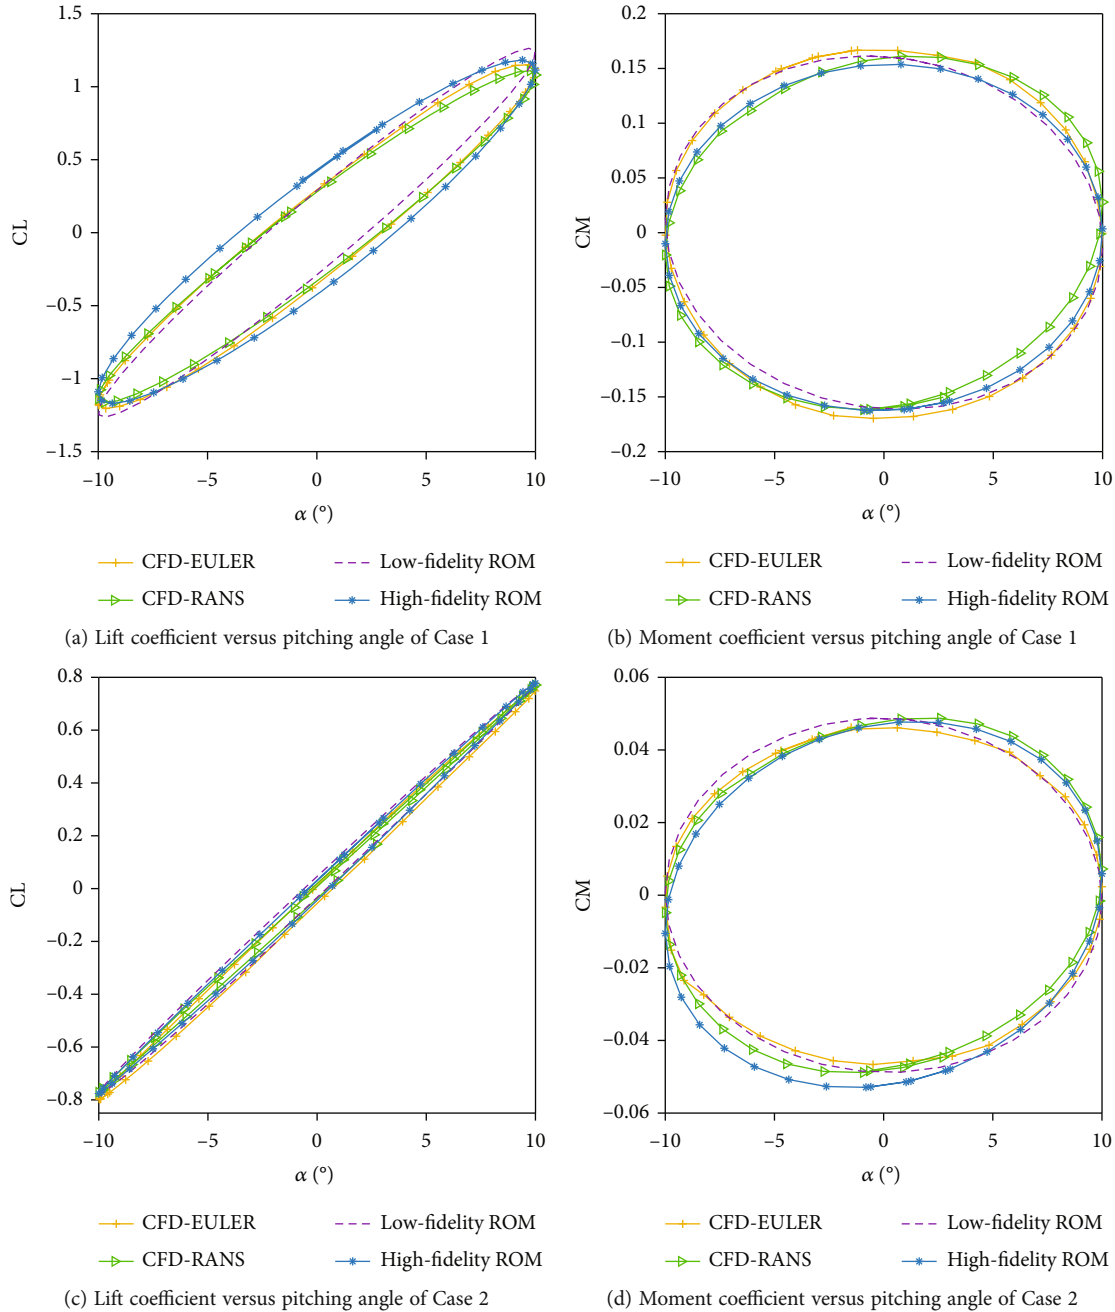 1.5
1
0.5
0
−0.5
−1
−1.5
CL
−10
−5
0
5
10
α (°)
CFD-EULER
Low-fidelity ROM
CFD-RANS
High-fidelity ROM
(a) Lift coefficient versus pitching angle of Case 1
0.2
0.15
0.1
0.05
0
−0.05
−0.1
−0.15
−0.2
CM
−10
−5
0
5
10
α (°)
CFD-EULER
Low-fidelity ROM
CFD-RANS
High-fidelity ROM
(b) Moment coefficient versus pitching angle of Case 1
0.8
0.6
0.4
0.2
0
−0.2
−0.4
−0.6
−0.8
CL
−10
−5
0
5
10
α (°)
CFD-EULER
Low-fidelity ROM
CFD-RANS
High-fidelity ROM
(c) Lift coefficient versus pitching angle of Case 2
0.06
0.04
0.02
0
−0.02
−0.04
−0.06
CM
−10
−5
0
5
10
α (°)
CFD-EULER
Low-fidelity ROM
CFD-RANS
High-fidelity ROM
(d) Moment coefficient versus pitching angle of Case 2